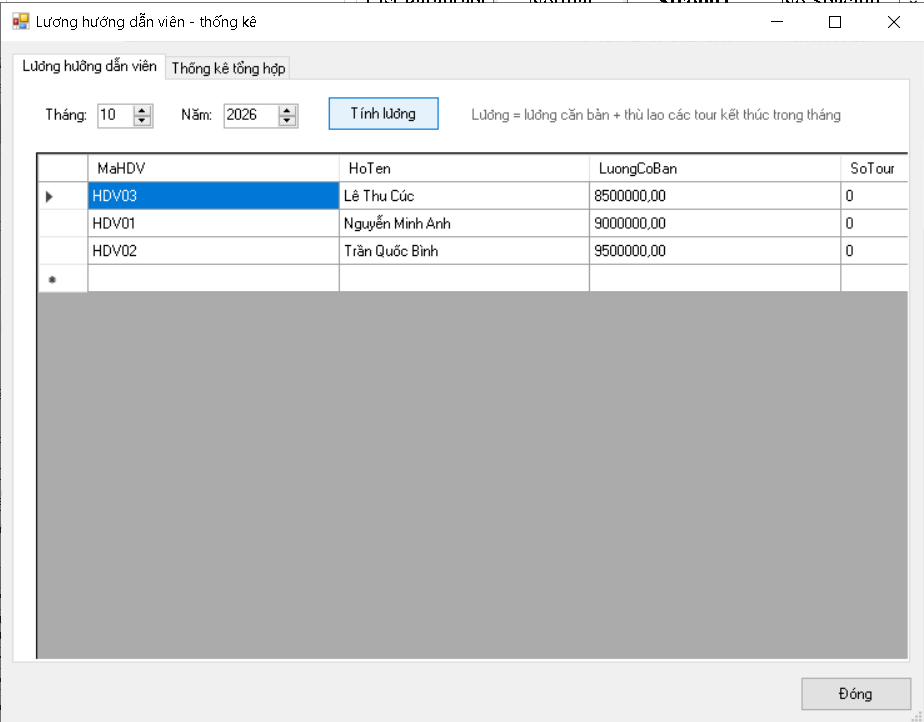 Lương hướng dẫn viên - thống kê
Lương hướng dẫn viên Thống kê tổng hợp
Tháng: 10 Năm: 2026 Tính lương Lương = lương căn bản + thù lao các tour kết thúc trong tháng
MaHDV HoTen LuongCoBan SoTour
HDV03 Lê Thu Cúc 8500000,00 0
HDV01 Nguyễn Minh Anh 9000000,00 0
HDV02 Trần Quốc Bình 9500000,00 0
Đóng